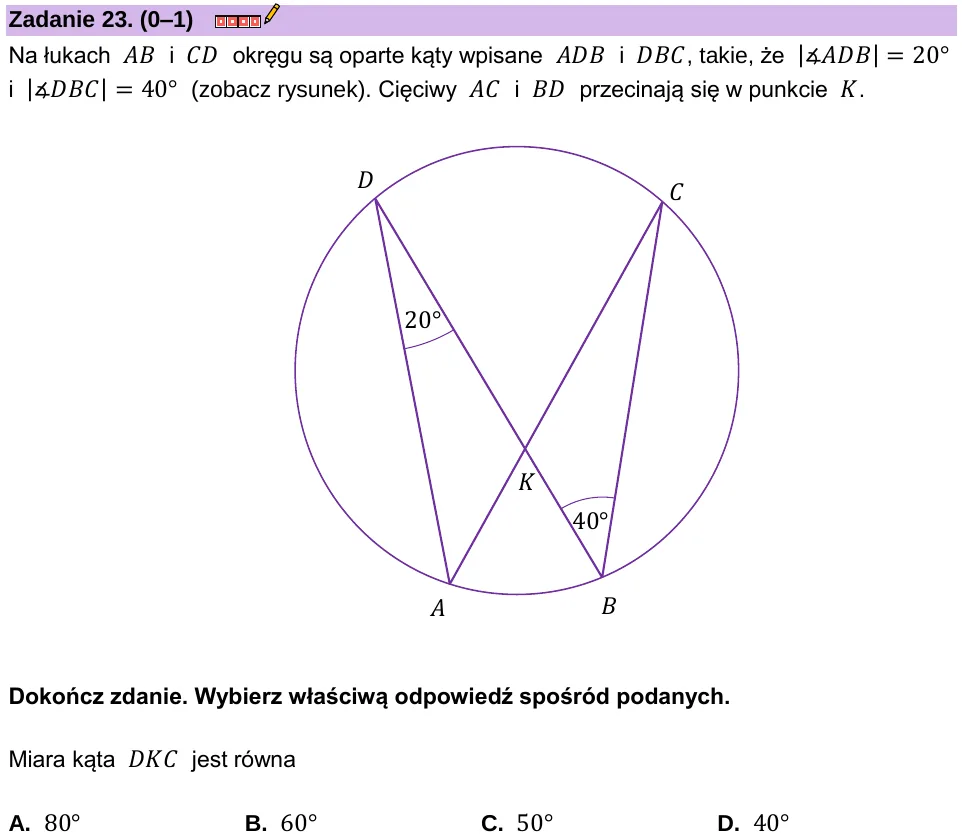 Zadanie 23. (0–1)
Na łukach AB i CD okręgu są oparte kąty wpisane ADB i DBC, takie, że |∡ADB| = 20°
i |∡DBC| = 40° (zobacz rysunek). Cięciwy AC i BD przecinają się w punkcie K.
D
C
20°
K
40°
A
B
Dokończ zdanie. Wybierz właściwą odpowiedź spośród podanych.
Miara kąta DKC jest równa
A. 80° B. 60° C. 50° D. 40°